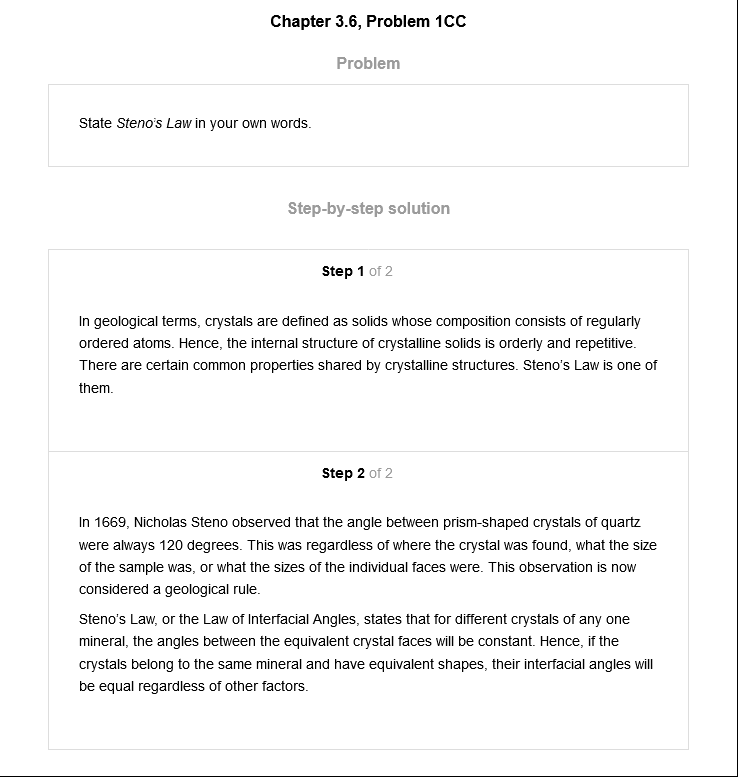 Chapter 3.6, Problem 1CC
Problem
State Steno's Law in your own words.
Step-by-step solution
Step 1 of 2
In geological terms, crystals are defined as solids whose composition consists of regularly
ordered atoms. Hence, the internal structure of crystalline solids is orderly and repetitive.
There are certain common properties shared by crystalline structures. Steno's Law is one of
them.
Step 2 of 2
In 1669, Nicholas Steno observed that the angle between prism-shaped crystals of quartz
were always 120 degrees. This was regardless of where the crystal was found, what the size
of the sample was, or what the sizes of the individual faces were. This observation is now
considered a geological rule.
Steno's Law, or the Law of Interfacial Angles, states that for different crystals of any one
mineral, the angles between the equivalent crystal faces will be constant. Hence, if the
crystals belong to the same mineral and have equivalent shapes, their interfacial angles will
be equal regardless of other factors.